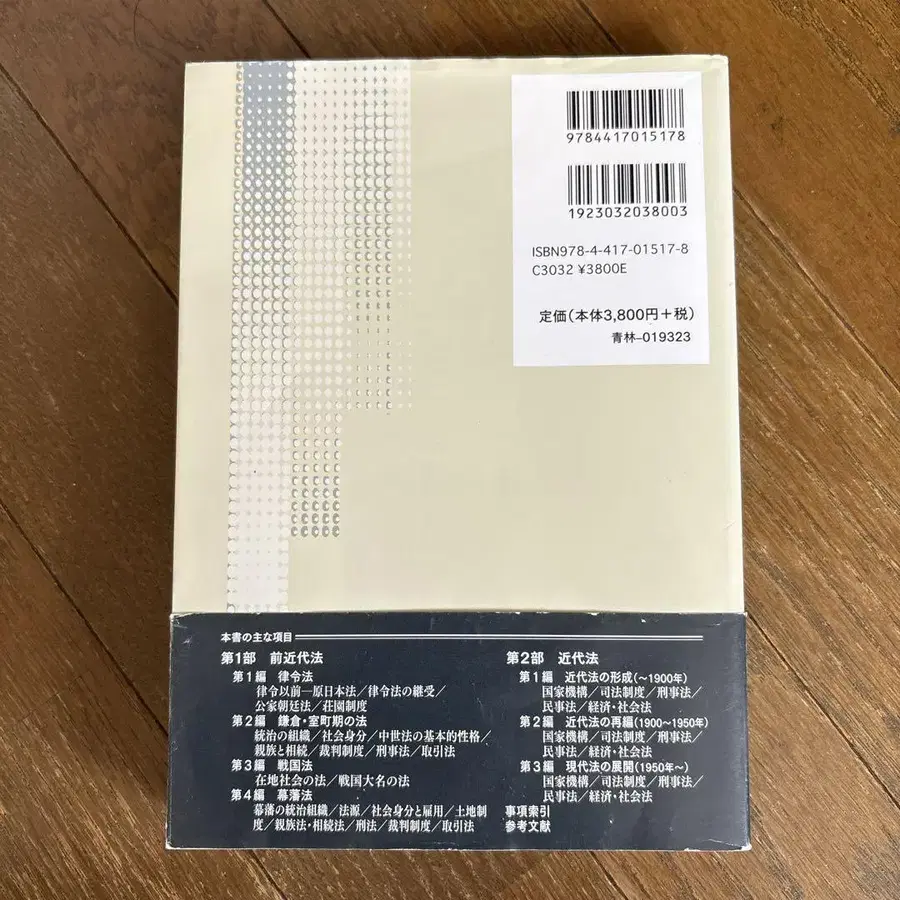 9784417015178
1923032038003
ISBN978-4-417-01517-8
C3032 ¥3800E
定価(本体3,800円+税)
青林-019323
本書の主な項目
第1部 前近代法
第1編 律令法
律令以前―原日本法/律令法の継受/
公家朝廷法/荘園制度
第2編 鎌倉・室町期の法
統治の組織/社会身分/中世法の基本的性格/
親族と相続/裁判制度/刑事法/取引法
第3編 戦国法
在地社会の法/戦国大名の法
第4編 幕藩法
幕藩の統治組織/法源/社会身分と雇用/土地制
度/親族法・相続法/刑法/裁判制度/取引法
第2部 近代法
第1編 近代法の形成(~1900年)
国家機構/司法制度/刑事法/
民事法/経済・社会法
第2編 近代法の再編(1900~1950年)
国家機構/司法制度/刑事法/
民事法/経済・社会法
第3編 現代法の展開(1950年~)
国家機構/司法制度/刑事法/
民事法/経済・社会法
事項索引
参考文献